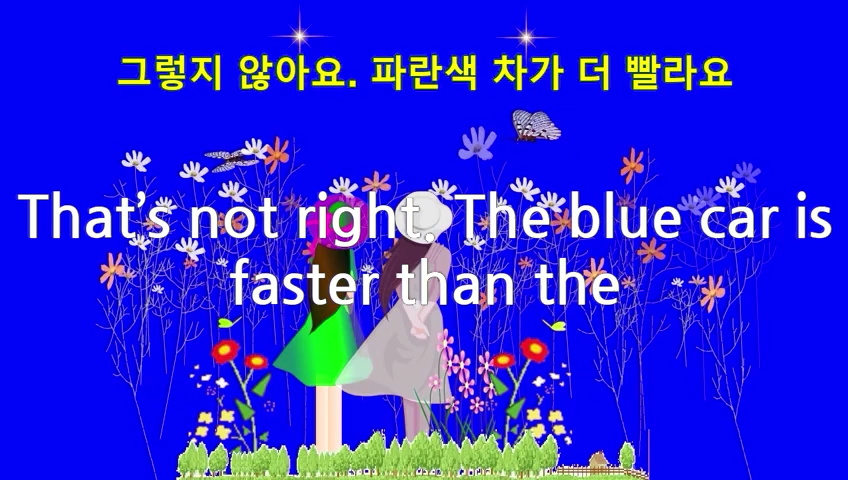 그렇지 않아요. 파란색 차가 더 빨라요
That’s not right. The blue car is
faster than the